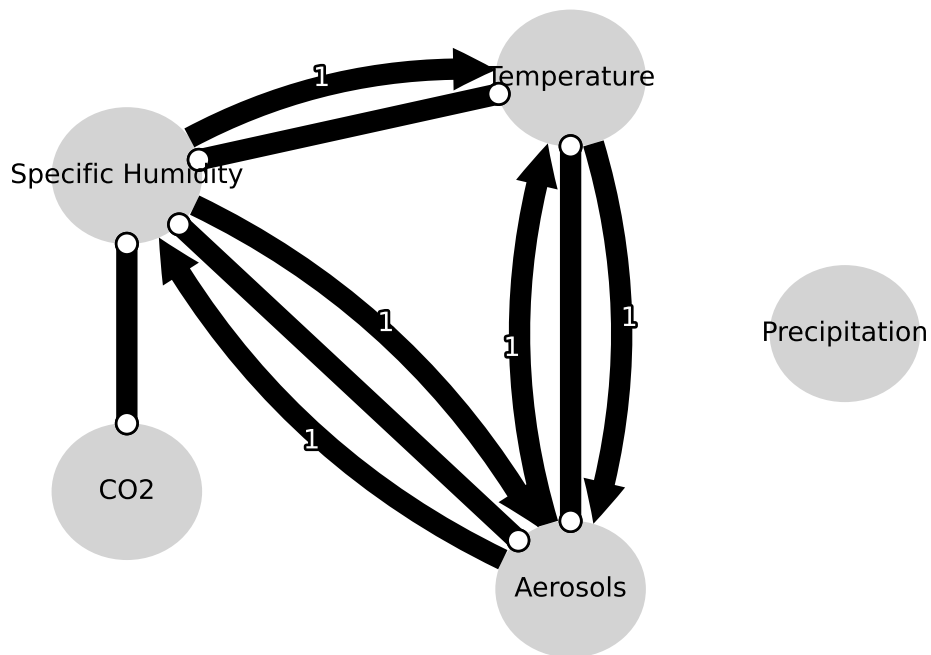 1
Temperature
Specific Humidity
1
1
Precipitation
1
1
CO2
Aerosols